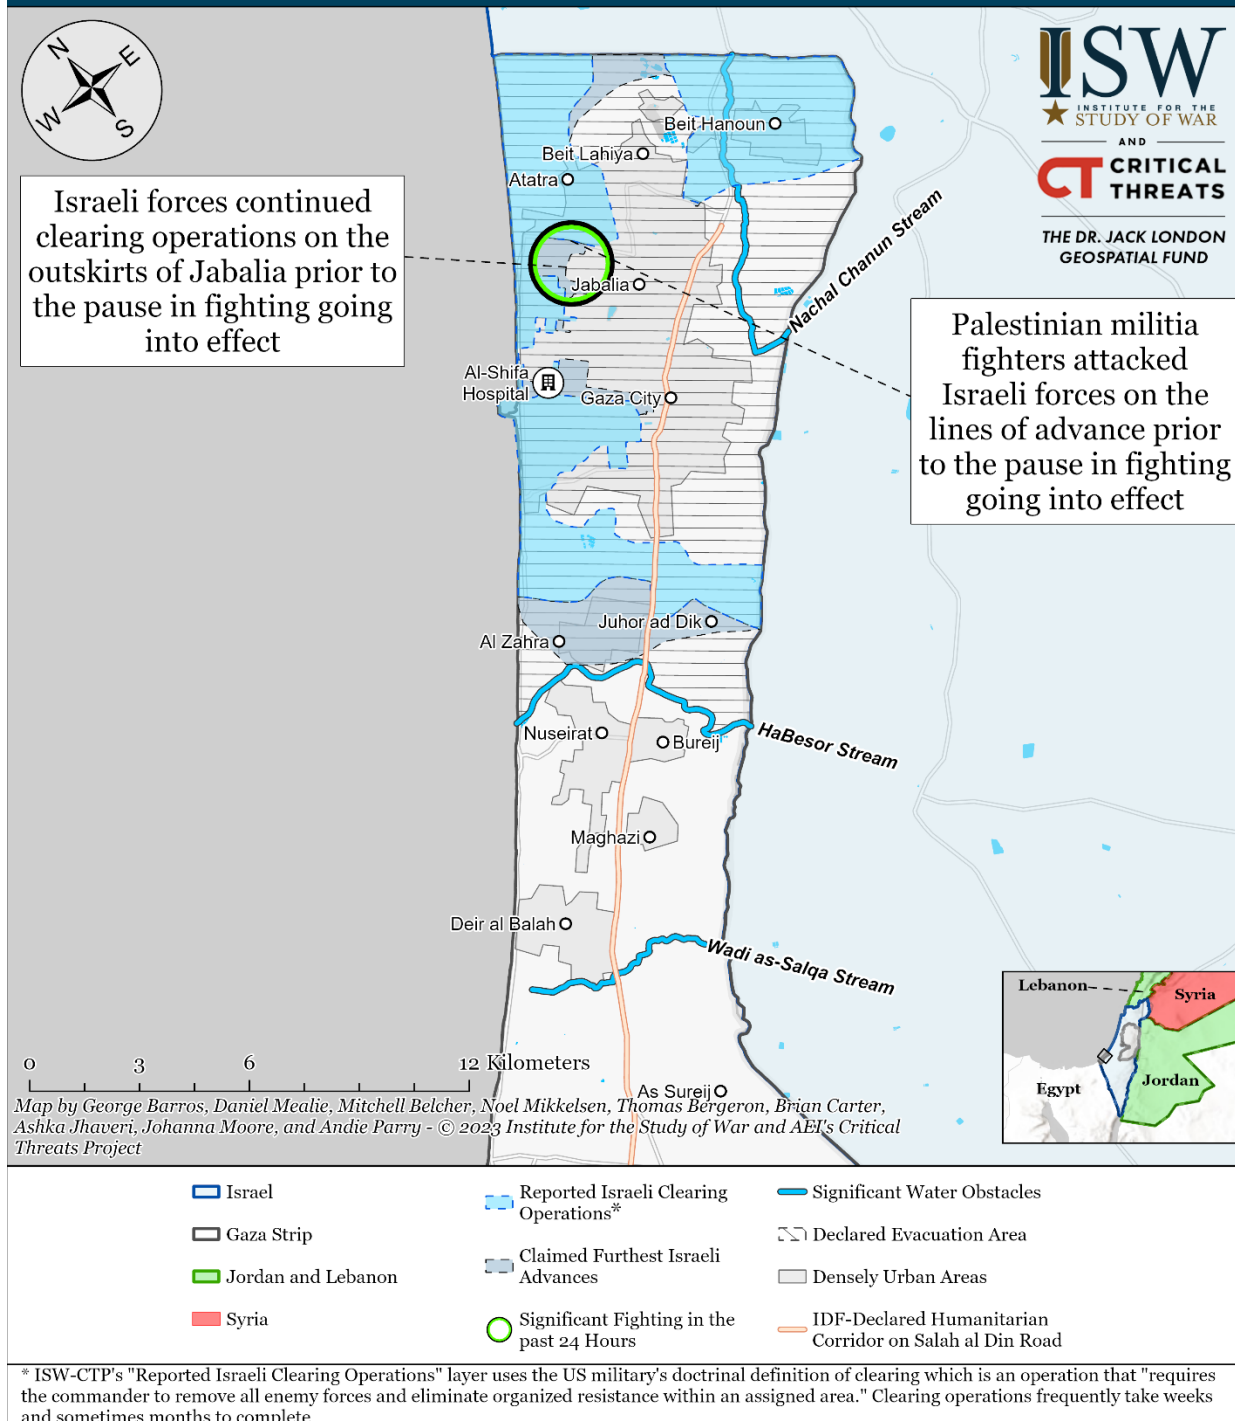 N
E
W
S
ISW
INSTITUTE FOR THE
STUDY OF WAR
AND
CT CRITICAL
THREATS
THE DR. JACK LONDON
GEOSPATIAL FUND
Israeli forces continued
clearing operations on the
outskirts of Jabalia prior to
the pause in fighting going
into effect
Palestinian militia
fighters attacked
Israeli forces on the
lines of advance prior
to the pause in fighting
going into effect
Beit Hanoun
Beit Lahiya
Atatra
Nachal Chanun Stream
Jabalia
Al-Shifa
Hospital
Gaza City
Juhor ad Dik
Al Zahra
Nuseirat
Bureij
HaBesor Stream
Maghazi
Deir al Balah
Wadi as-Salqa Stream
As Sureij
Lebanon
Syria
Egypt
Jordan
0 3 6 12 Kilometers
Map by George Barros, Daniel Mealie, Mitchell Belcher, Noel Mikkelsen, Thomas Bergeron, Brian Carter,
Ashka Jhaveri, Johanna Moore, and Andie Parry - © 2023 Institute for the Study of War and AEI's Critical
Threats Project
Israel
Gaza Strip
Jordan and Lebanon
Syria
Reported Israeli Clearing
Operations*
Claimed Furthest Israeli
Advances
Significant Fighting in the
past 24 Hours
Significant Water Obstacles
Declared Evacuation Area
Densely Urban Areas
IDF-Declared Humanitarian
Corridor on Salah al Din Road
* ISW-CTP's "Reported Israeli Clearing Operations" layer uses the US military's doctrinal definition of clearing which is an operation that "requires
the commander to remove all enemy forces and eliminate organized resistance within an assigned area." Clearing operations frequently take weeks
and sometimes months to complete